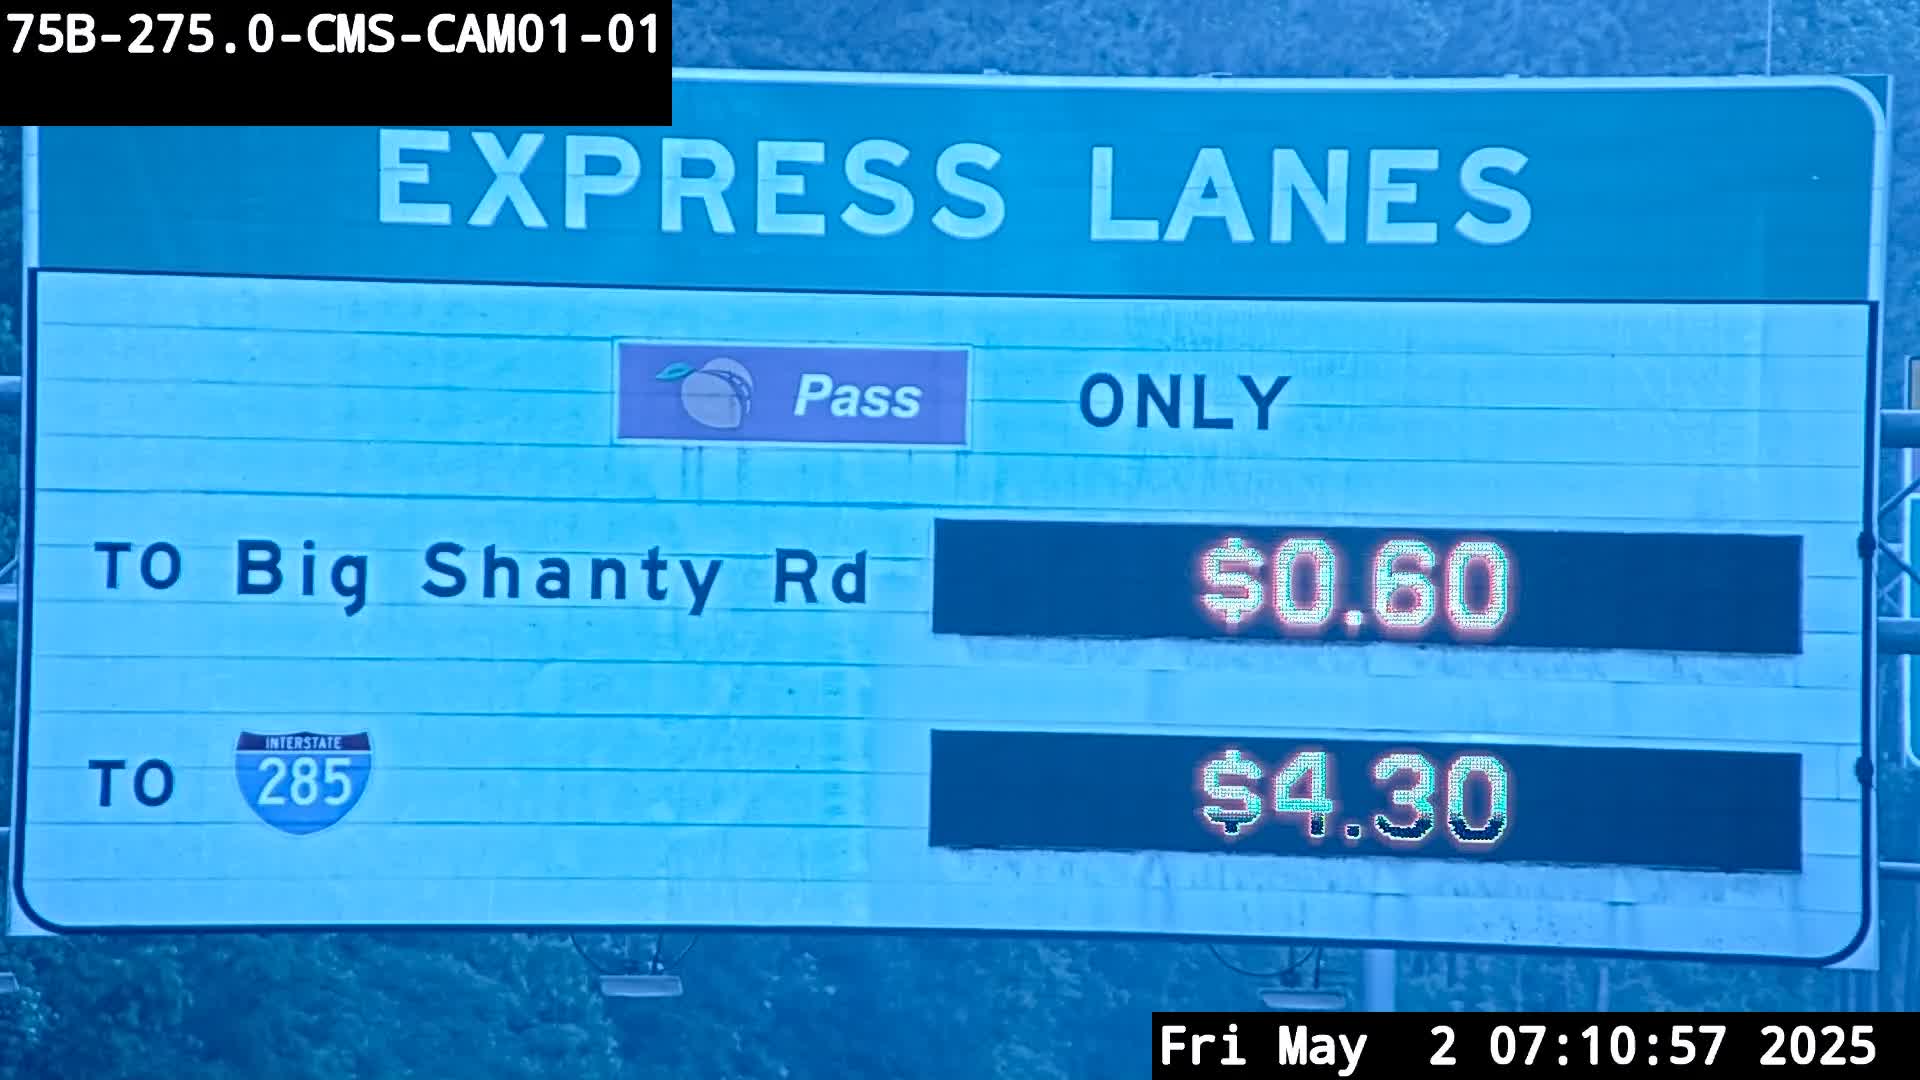 75B-275.0-CMS-CAM01-01
EXPRESS LANES
Pass ONLY
TO Big Shanty Rd $0.60
TO INTERSTATE 285 $4.30
Fri May 2 07:10:57 2025